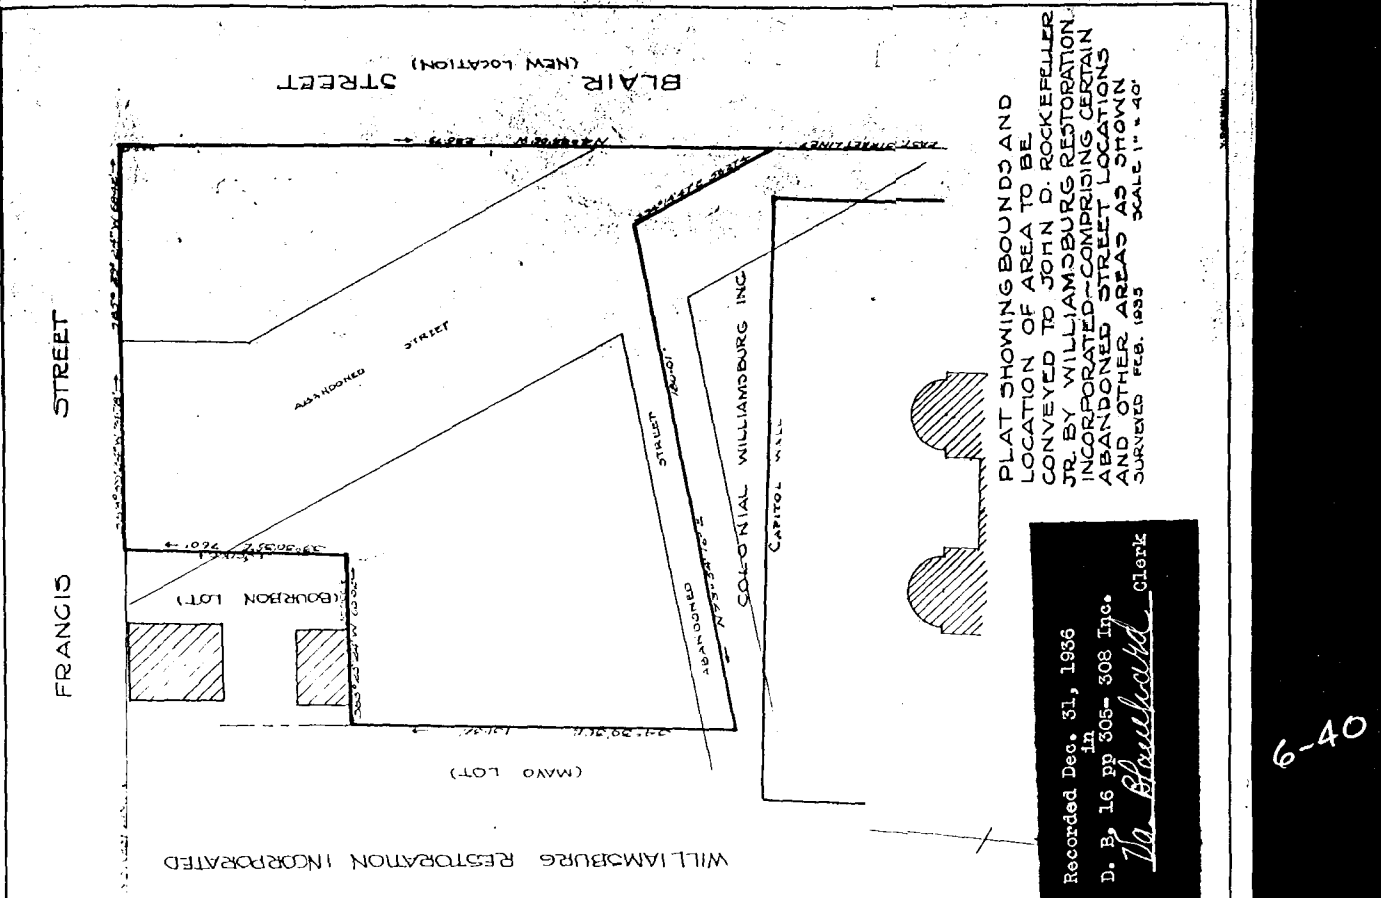 PLAT SHOWING BOUNDS AND
LOCATION OF AREA TO BE
CONVEYED TO JOHN D. ROCKEFELLER
JR. BY WILLIAMSBURG RESTORATION
INCORPORATED~COMPRISING CERTAIN
ABANDONED STREET LOCATIONS
AND OTHER AREAS AS SHOWN
SURVEYED FEB. 1935 SCALE 1" = 40'
BLAIR STREET
(NEW LOCATION)
FRANCIS STREET
ABANDONED STREET
ABANDONED STREET
COLONIAL WILLIAMSBURG INC.
CAPITOL WALL
EAST STREET LINE
(BOURBON LOT)
(MAYO LOT)
WILLIAMSBURG RESTORATION INCORPORATED
Recorded Dec. 31, 1936
in
D. B, 16 pp 305- 308 Inc.
Clerk
6-40